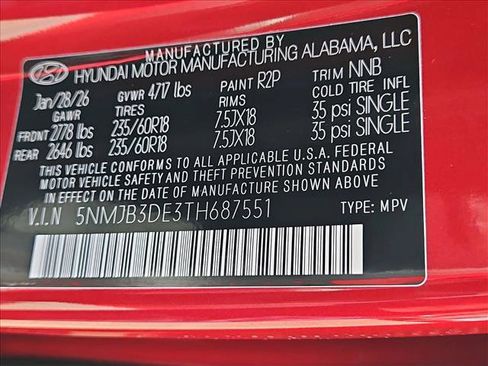 MANUFACTURED BY
HYUNDAI MOTOR MANUFACTURING ALABAMA, LLC
Jan/28/26 GVWR 4717 lbs PAINT R2P TRIM NNB
GAWR TIRES RIMS COLD TIRE INFL
FRONT 2778 lbs 235/60R18 7.5JX18 35 psi SINGLE
REAR 2646 lbs 235/60R18 7.5JX18 35 psi SINGLE
THIS VEHICLE CONFORMS TO ALL APPLICABLE U.S.A. FEDERAL
MOTOR VEHICLE SAFETY AND THEFT PREVENTION STANDARDS
IN EFFECT ON THE DATE OF MANUFACTURE SHOWN ABOVE.
V.I.N 5NMJB3DE3TH687551 TYPE: MPV